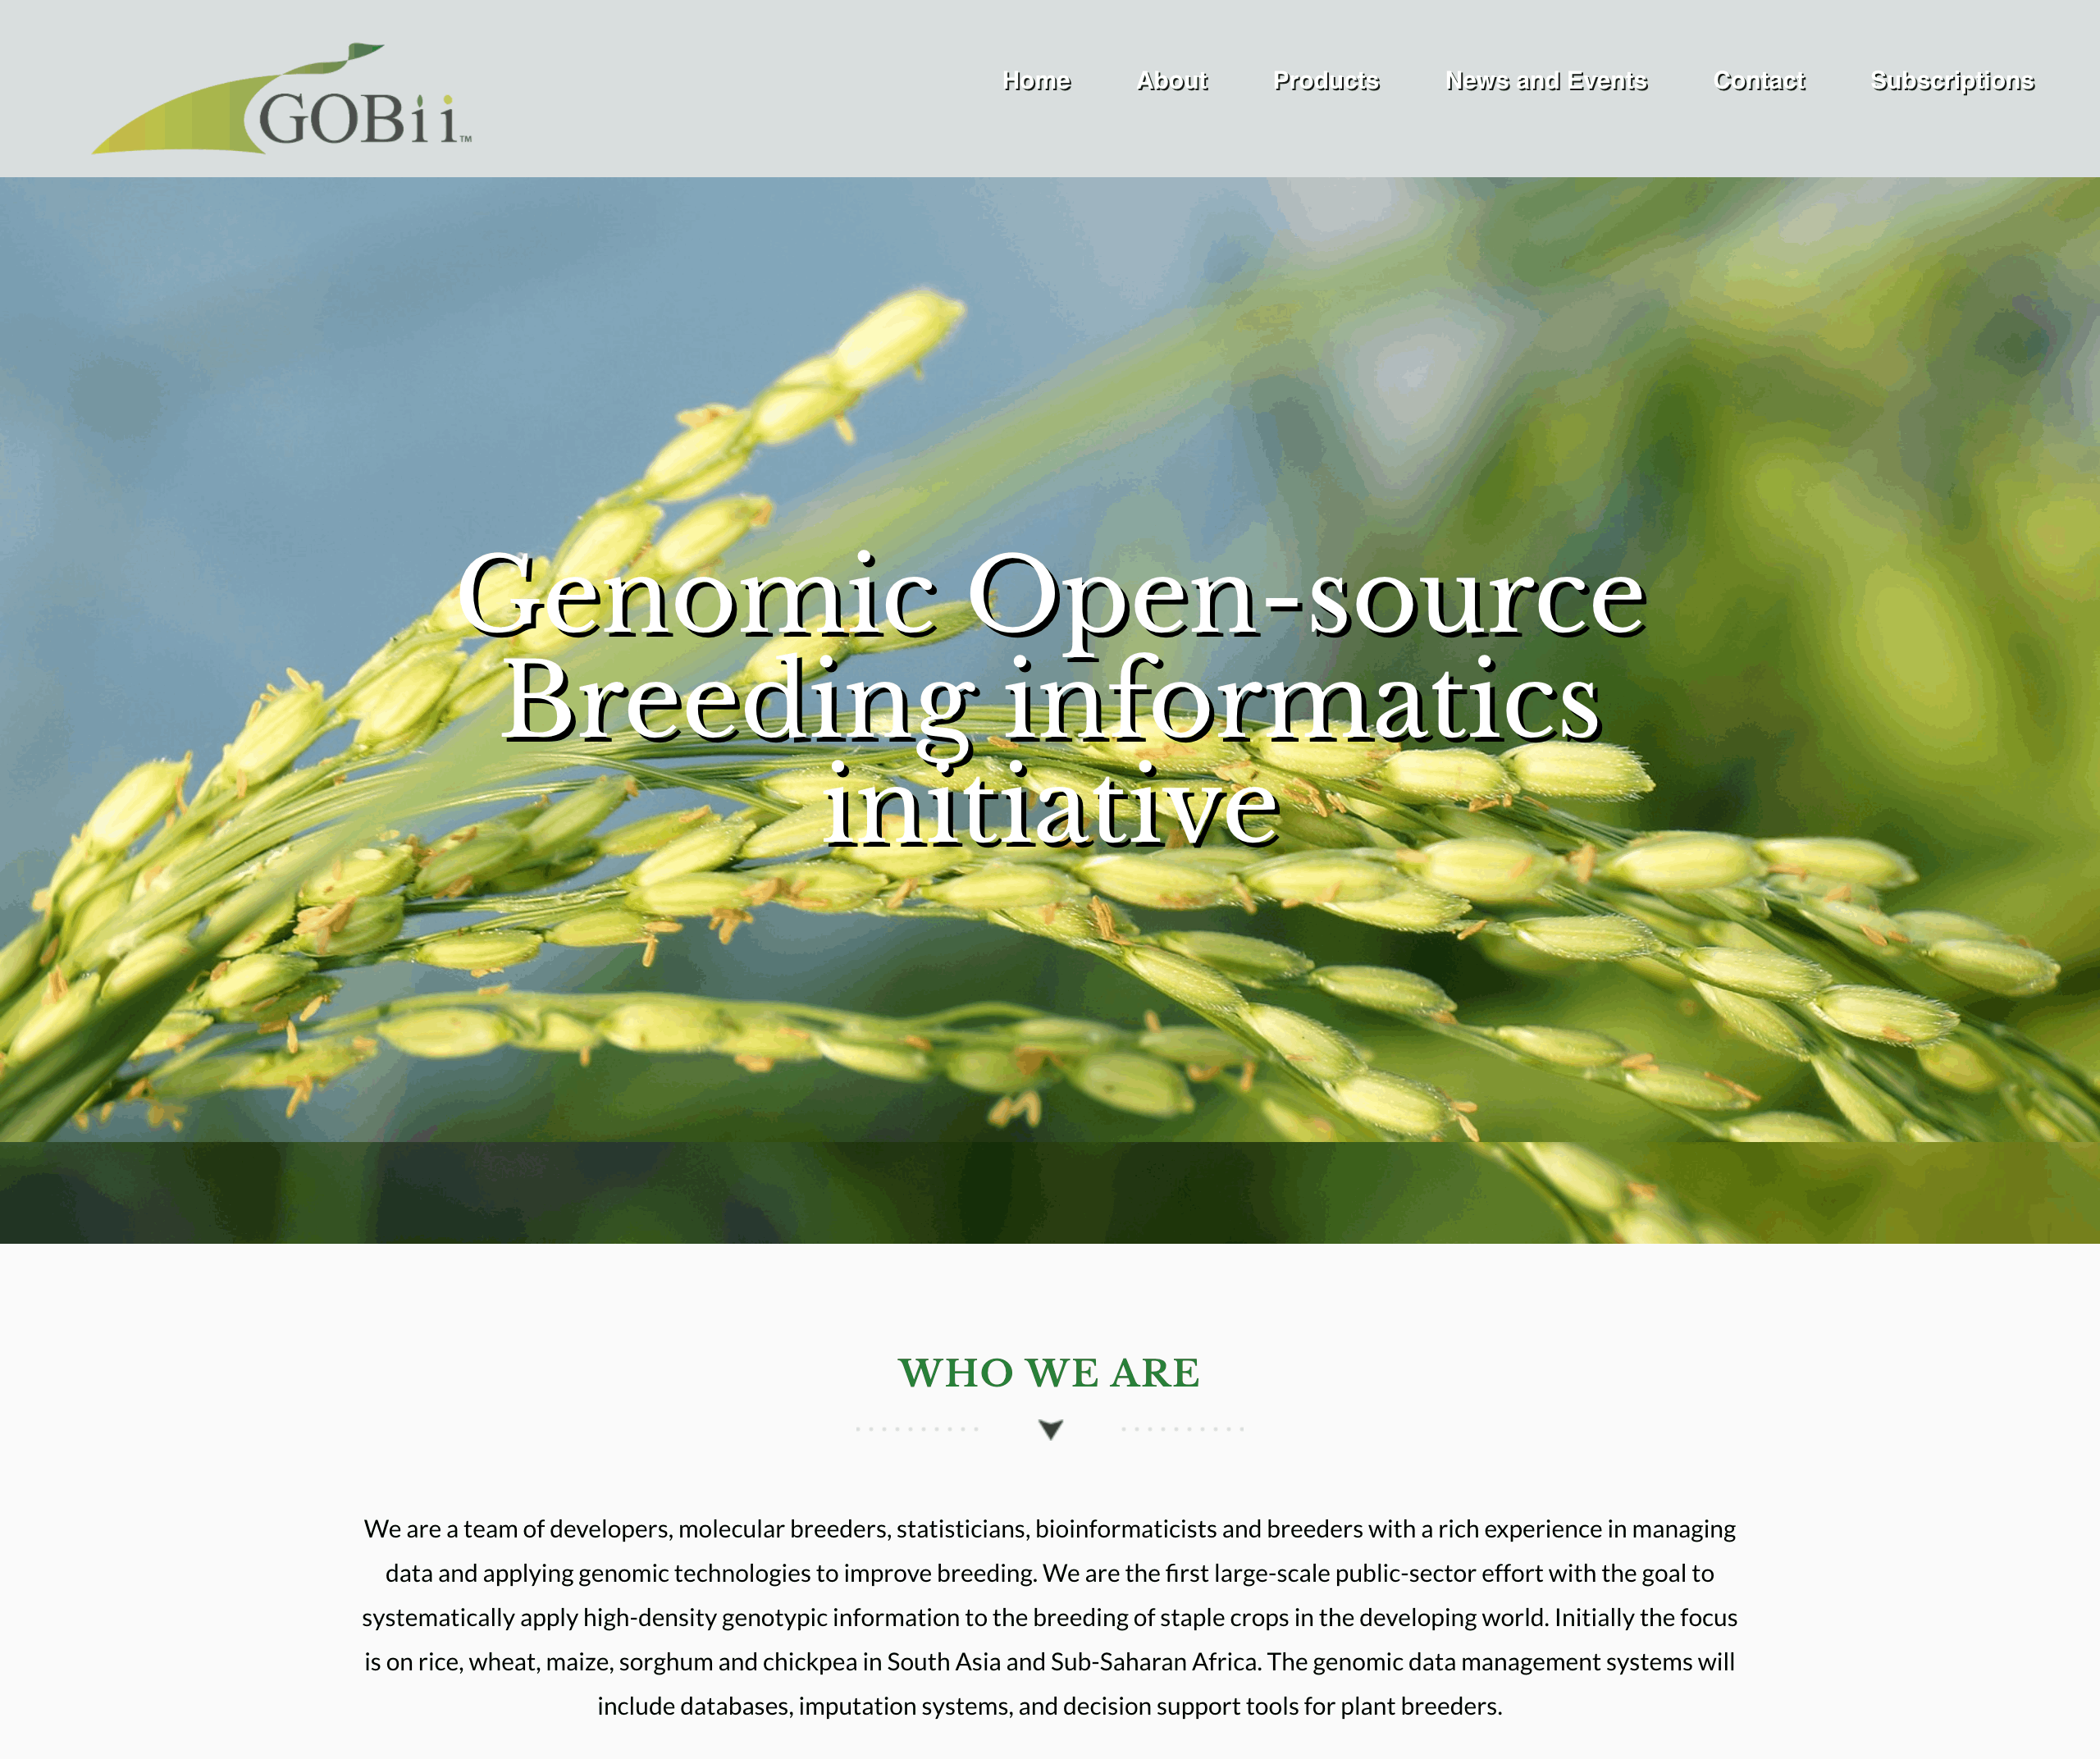 GOBii™
Home About Products News and Events Contact Subscriptions
Genomic Open-source
Breeding informatics
initiative
WHO WE ARE
We are a team of developers, molecular breeders, statisticians, bioinformaticists and breeders with a rich experience in managing
data and applying genomic technologies to improve breeding. We are the first large-scale public-sector effort with the goal to
systematically apply high-density genotypic information to the breeding of staple crops in the developing world. Initially the focus
is on rice, wheat, maize, sorghum and chickpea in South Asia and Sub-Saharan Africa. The genomic data management systems will
include databases, imputation systems, and decision support tools for plant breeders.